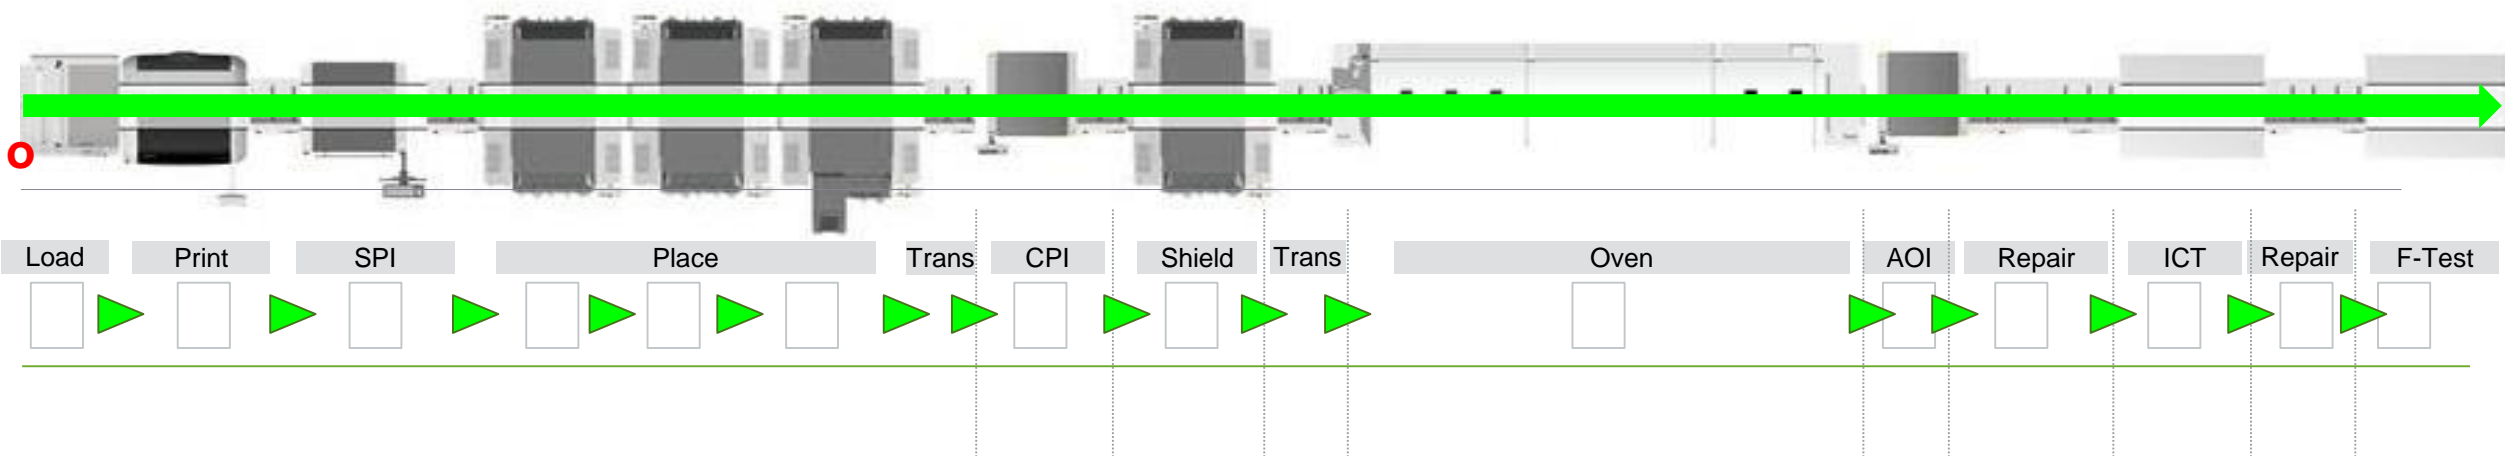 o
Load
Print
SPI
Place
Trans
CPI
Shield
Trans
Oven
AOI
Repair
ICT
Repair
F-Test